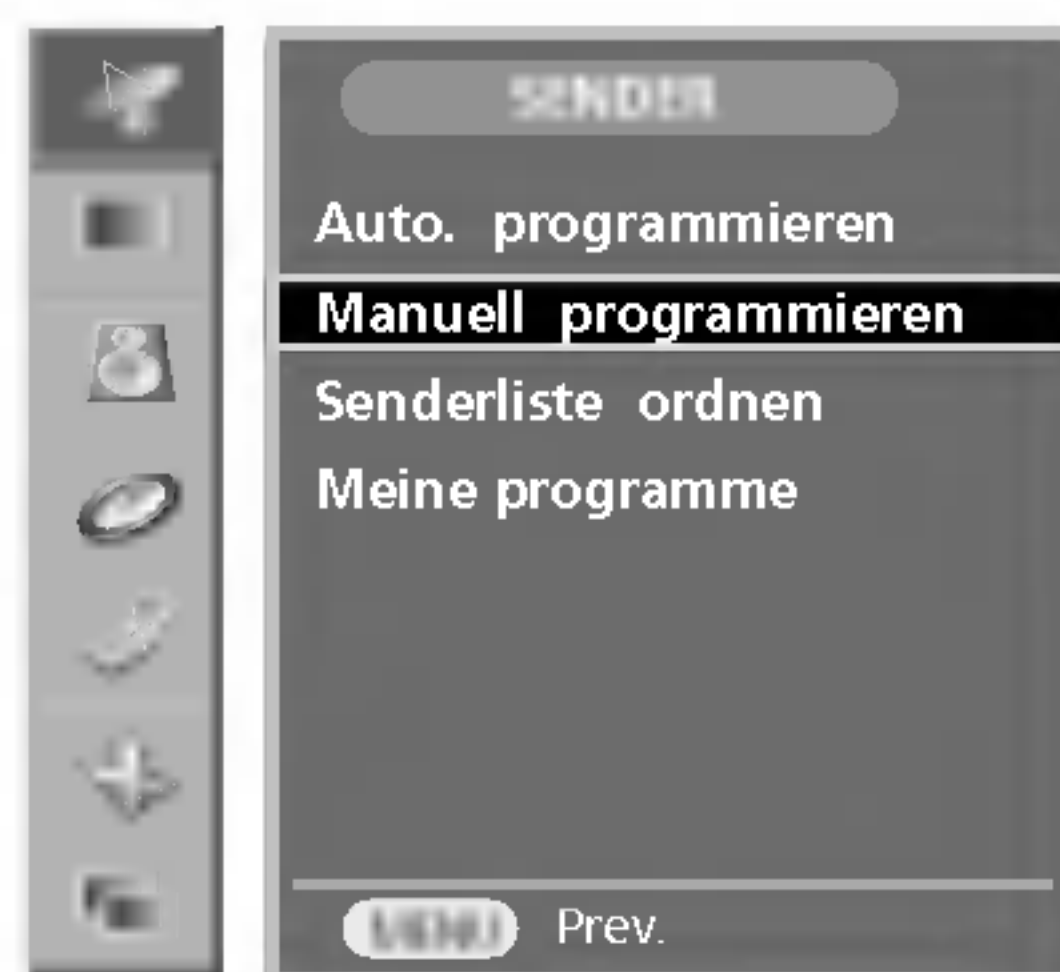 SENDER
Auto. programmieren
Manuell programmieren
Senderliste ordnen
Meine programme
MENU Prev.